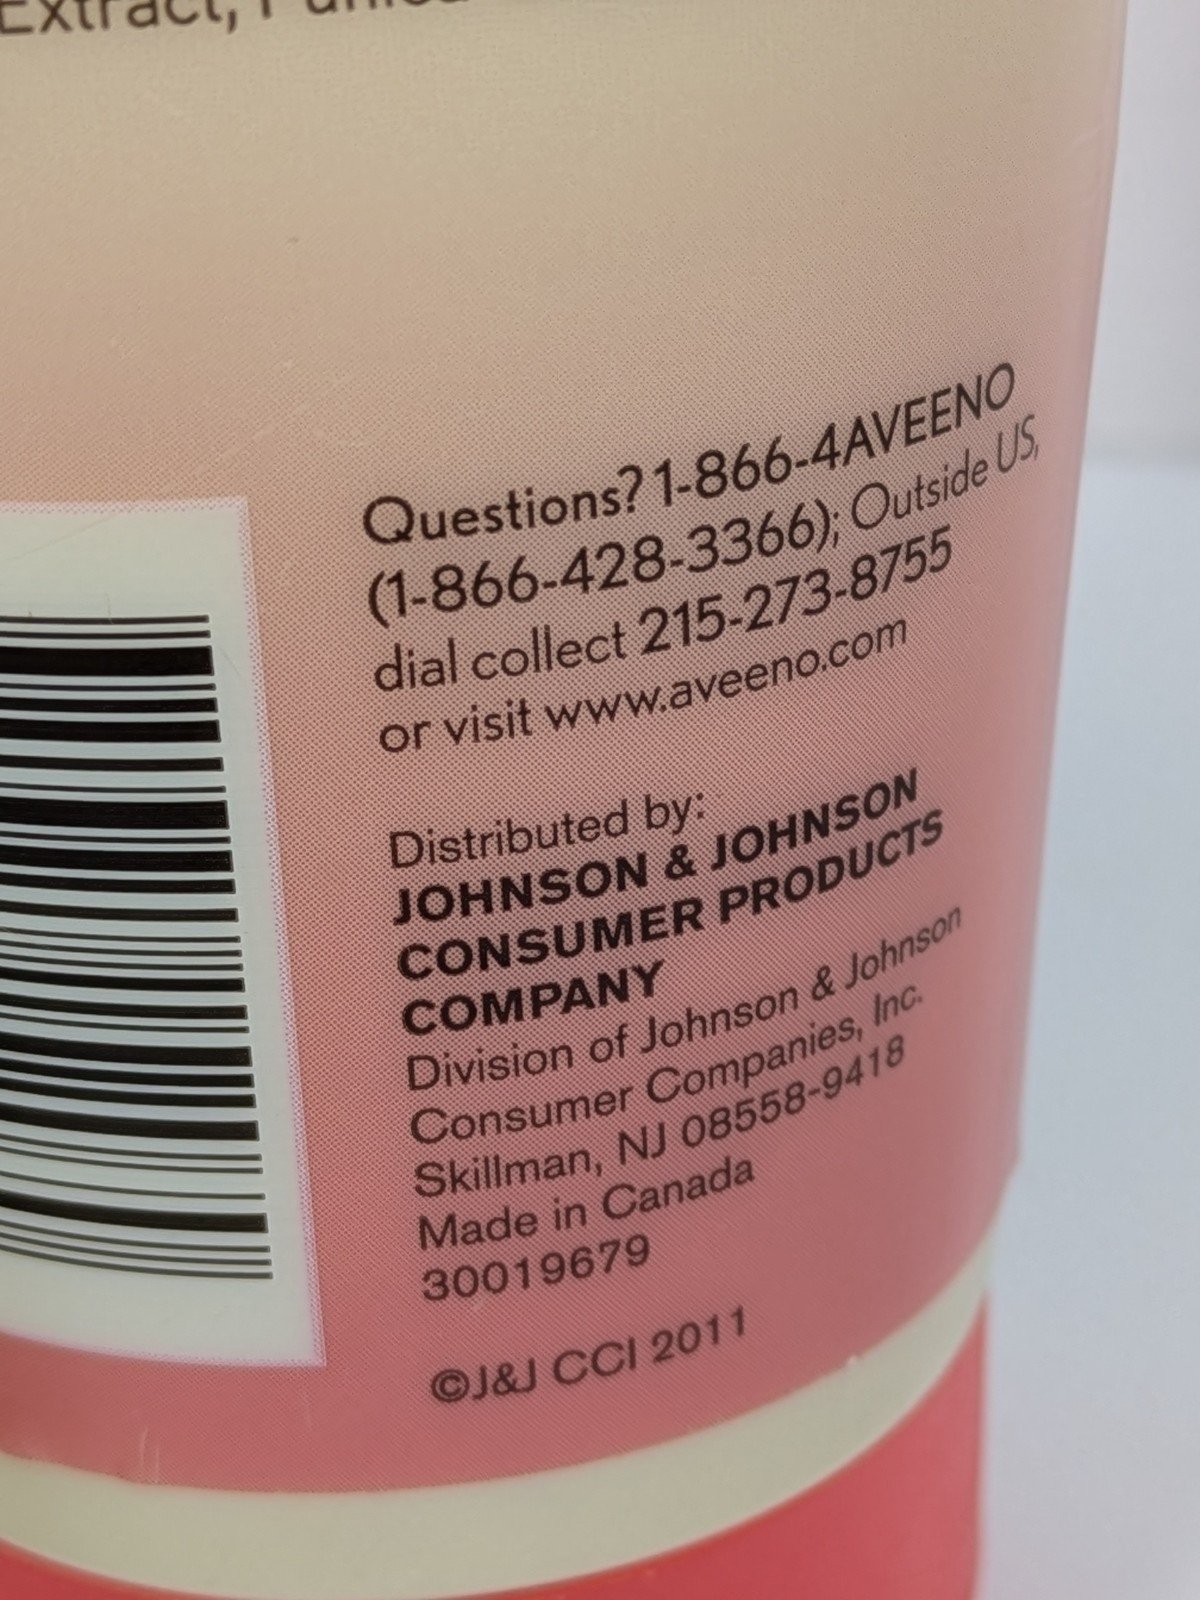 Extract,
Questions? 1-866-4AVEENO
(1-866-428-3366); Outside US,
dial collect 215-273-8755
or visit www.aveeno.com
Distributed by:
JOHNSON & JOHNSON
CONSUMER PRODUCTS
COMPANY
Division of Johnson & Johnson
Consumer Companies, Inc.
Skillman, NJ 08558-9418
Made in Canada
30019679
©J&J CCI 2011